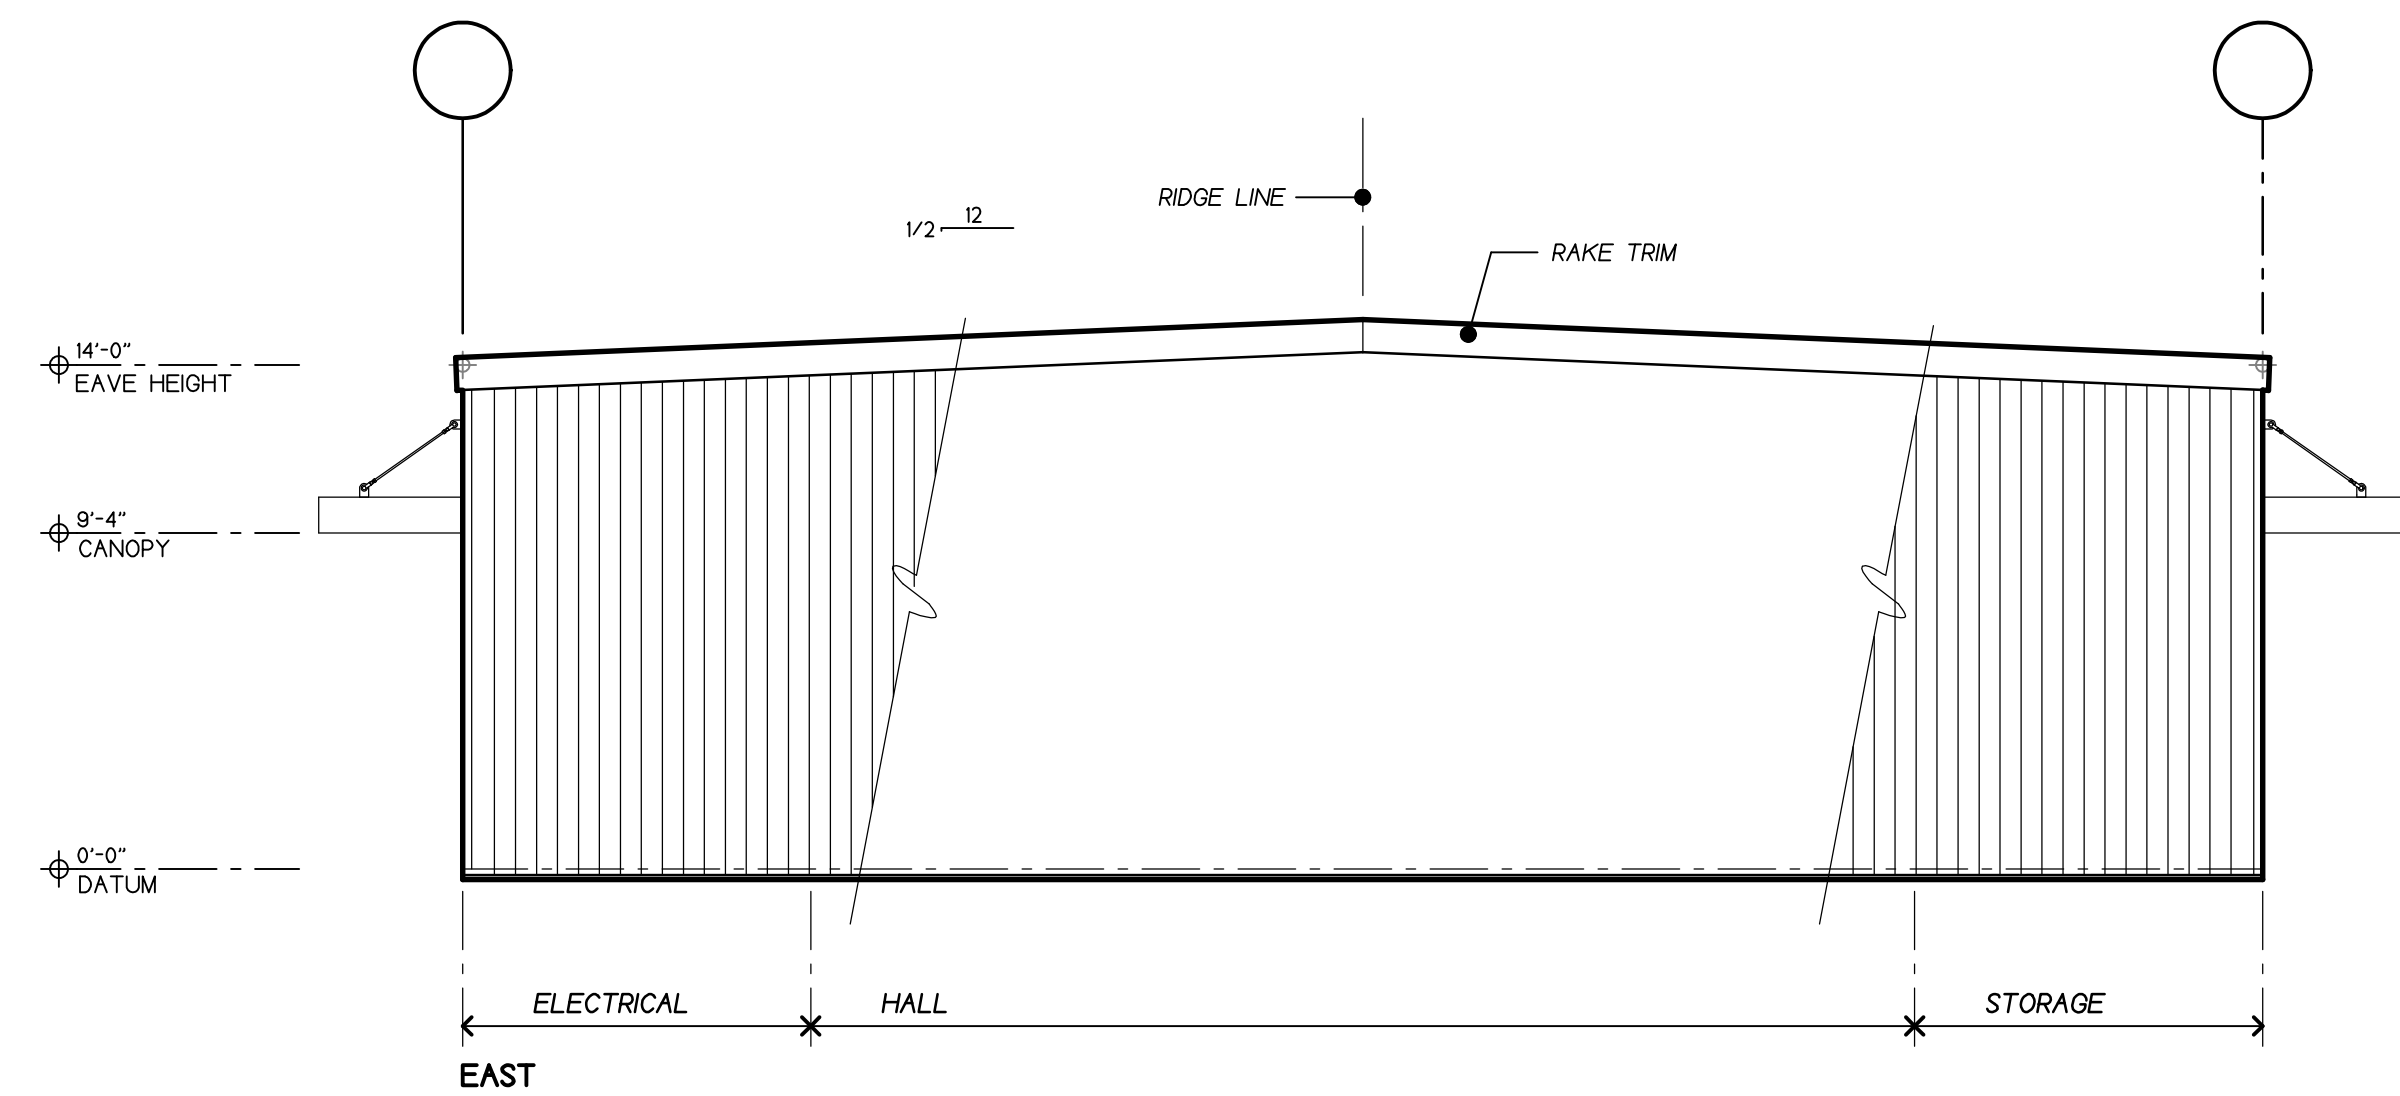 RIDGE LINE
12
1/2
RAKE TRIM
14'-0"
EAVE HEIGHT
9'-4"
CANOPY
0'-0"
DATUM
ELECTRICAL
HALL
STORAGE
EAST